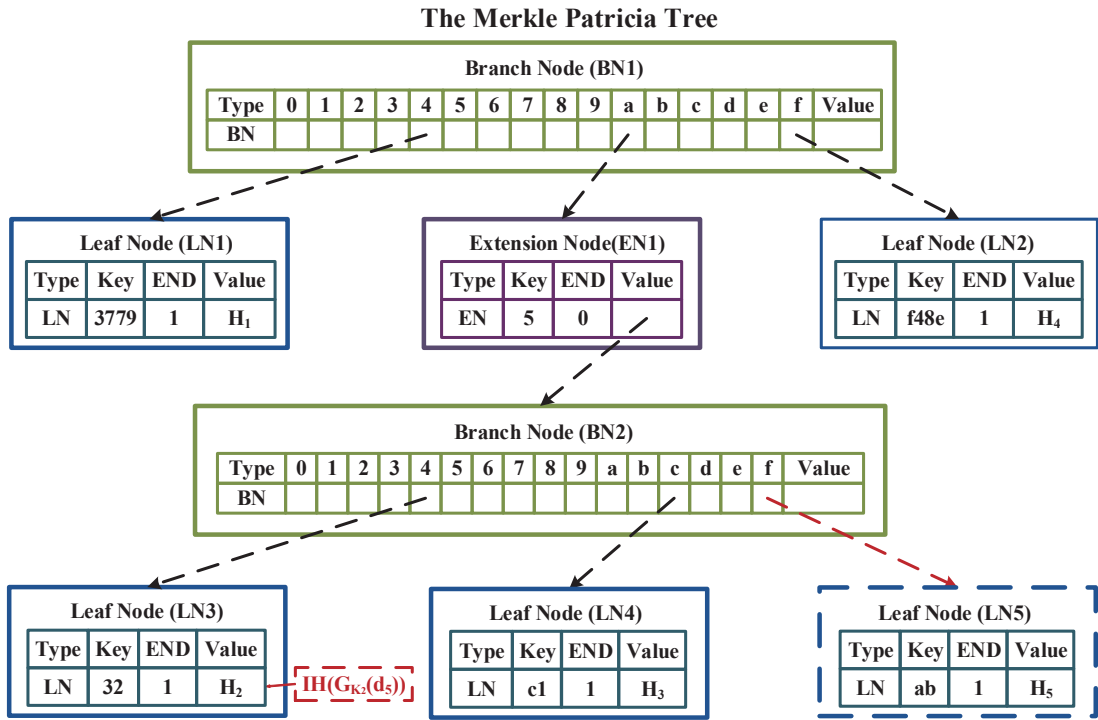 The Merkle Patricia Tree
Branch Node (BN1)
Type 0 1 2 3 4 5 6 7 8 9 a b c d e f Value
BN
Leaf Node (LN1)
Type Key END Value
LN 3779 1 H₁
Extension Node(EN1)
Type Key END Value
EN 5 0
Leaf Node (LN2)
Type Key END Value
LN f48e 1 H₄
Branch Node (BN2)
Type 0 1 2 3 4 5 6 7 8 9 a b c d e f Value
BN
Leaf Node (LN3)
Type Key END Value
LN 32 1 H₂
IH(G_K₂(d₅))
Leaf Node (LN4)
Type Key END Value
LN c1 1 H₃
Leaf Node (LN5)
Type Key END Value
LN ab 1 H₅